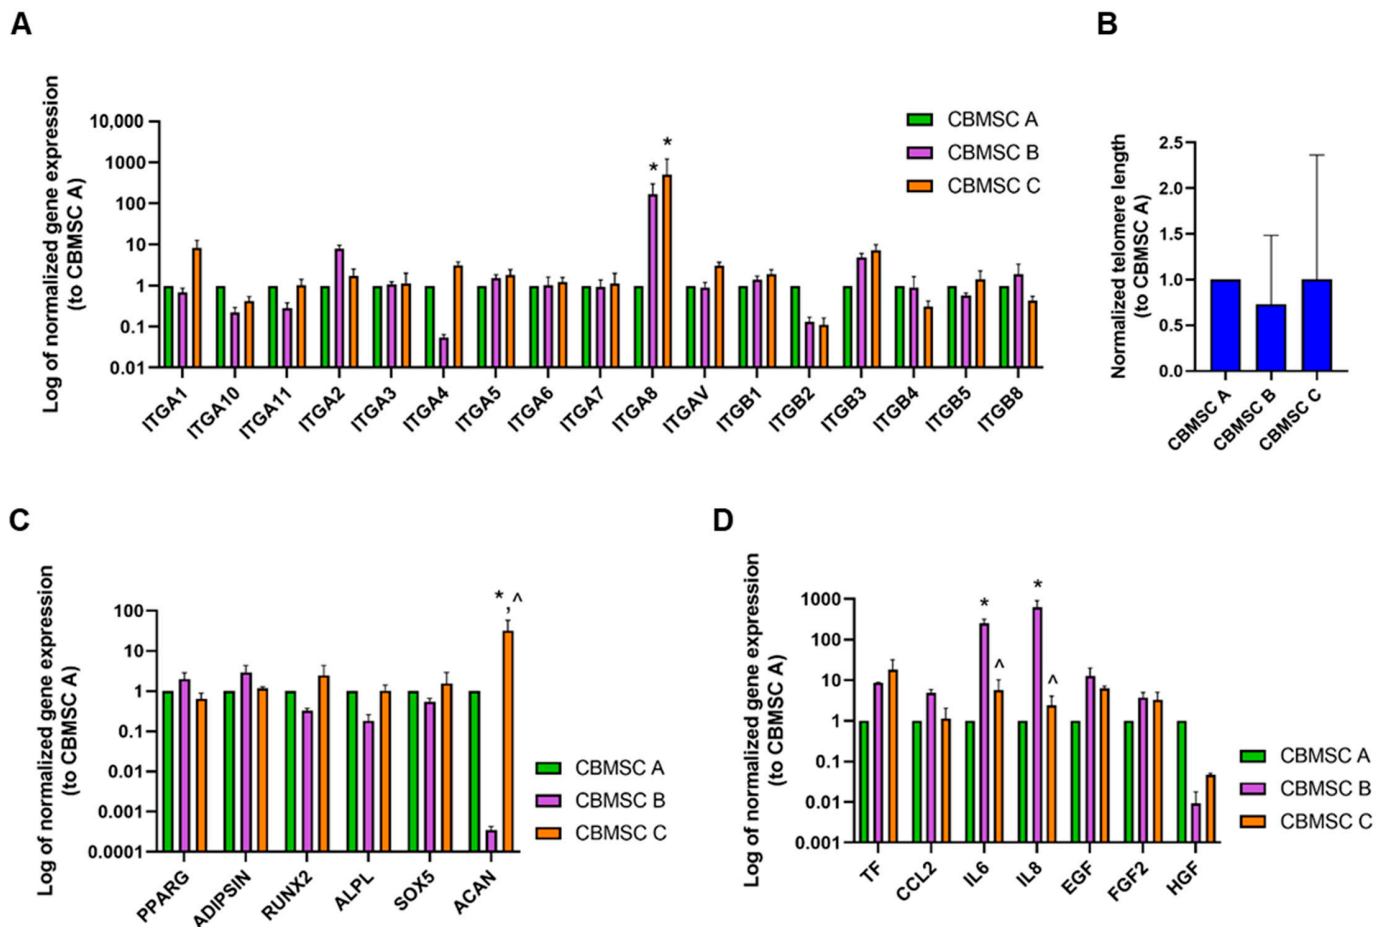 A
Log of normalized gene expression
(to CBMSC A)
10,000
1000
100
10
1
0.1
0.01
* *
CBMSC A
CBMSC B
CBMSC C
ITGA1 ITGA10 ITGA11 ITGA2 ITGA3 ITGA4 ITGA5 ITGA6 ITGA7 ITGA8 ITGAV ITGB1 ITGB2 ITGB3 ITGB4 ITGB5 ITGB8
B
Normalized telomere length
(to CBMSC A)
2.5
2.0
1.5
1.0
0.5
0.0
CBMSC A CBMSC B CBMSC C
C
Log of normalized gene expression
(to CBMSC A)
100
10
1
0.1
0.01
0.001
0.0001
*,^
CBMSC A
CBMSC B
CBMSC C
PPARG ADIPSIN RUNX2 ALPL SOX5 ACAN
D
Log of normalized gene expression
(to CBMSC A)
1000
100
10
1
0.1
0.01
0.001
* ^ * ^
CBMSC A
CBMSC B
CBMSC C
TF CCL2 IL6 IL8 EGF FGF2 HGF